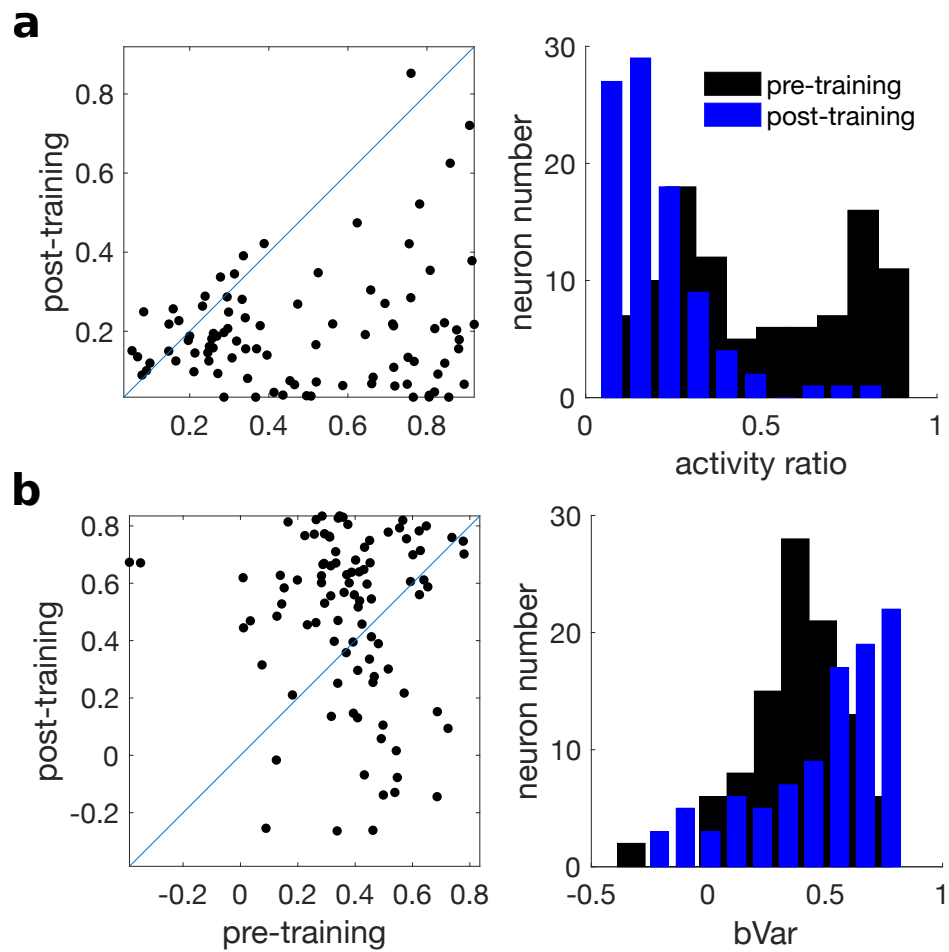 a
post-training
0.8
0.6
0.4
0.2
0.2 0.4 0.6 0.8
neuron number
30
20
10
0
pre-training
post-training
0 0.5 1
activity ratio
b
post-training
0.8
0.6
0.4
0.2
0
-0.2
-0.2 0 0.2 0.4 0.6 0.8
pre-training
neuron number
30
20
10
0
-0.5 0 0.5 1
bVar